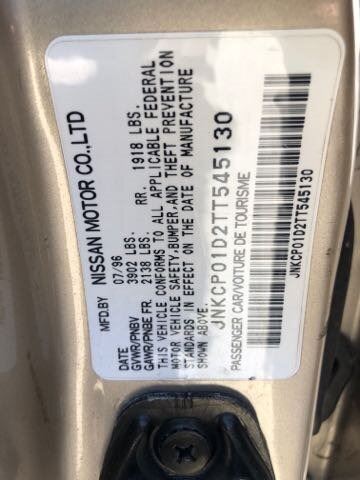 MFD.BY NISSAN MOTOR CO.,LTD
DATE 07/96
GVWR/PNBV 3902 LBS.
GAWR/PNBE FR. 2138 LBS. RR. 1918 LBS.
THIS VEHICLE CONFORMS TO ALL APPLICABLE FEDERAL
MOTOR VEHICLE SAFETY,BUMPER,AND THEFT PREVENTION
STANDARDS IN EFFECT ON THE DATE OF MANUFACTURE
SHOWN ABOVE.
JNKCP01D2TT545130
PASSENGER CAR/VOITURE DE TOURISME
JNKCP01D2TT545130